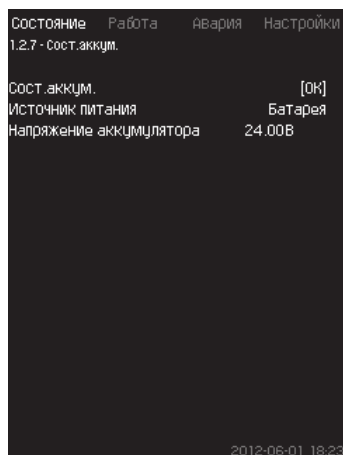 Состояние Работа Авария Настройки
1.2.7 - Сост.аккум.
Сост.аккум. [OK]
Источник питания Батарея
Напряжение аккумулятора 24.00В
2012-06-01 18:23